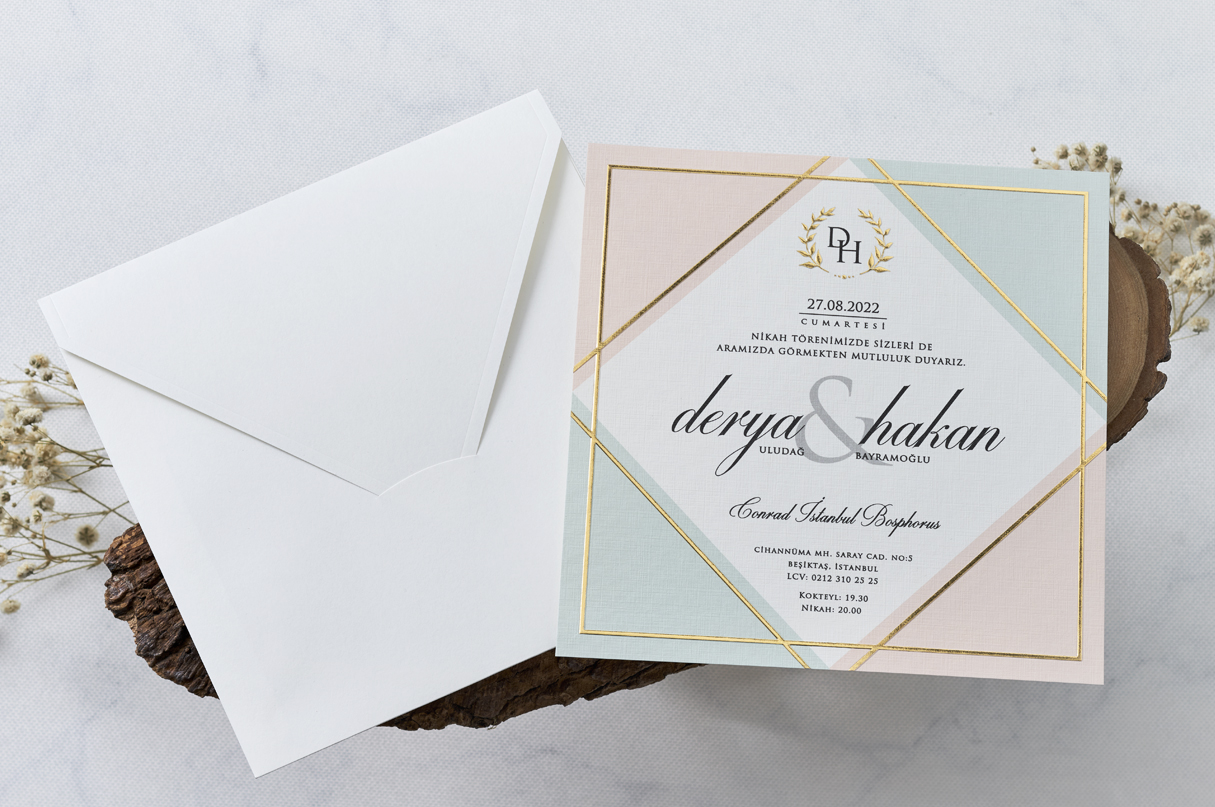 DH
27.08.2022
CUMARTESİ
NİKAH TÖRENİMİZDE SİZLERİ DE
ARAMIZDA GÖRMEKTEN MUTLULUK DUYARIZ.
derya & hakan
ULUDAĞ BAYRAMOĞLU
Conrad İstanbul Bosphorus
CİHANNÜMA MH. SARAY CAD. NO:5
BEŞİKTAŞ, İSTANBUL
LCV: 0212 310 25 25
KOKTEYL: 19.30
NİKAH: 20.00